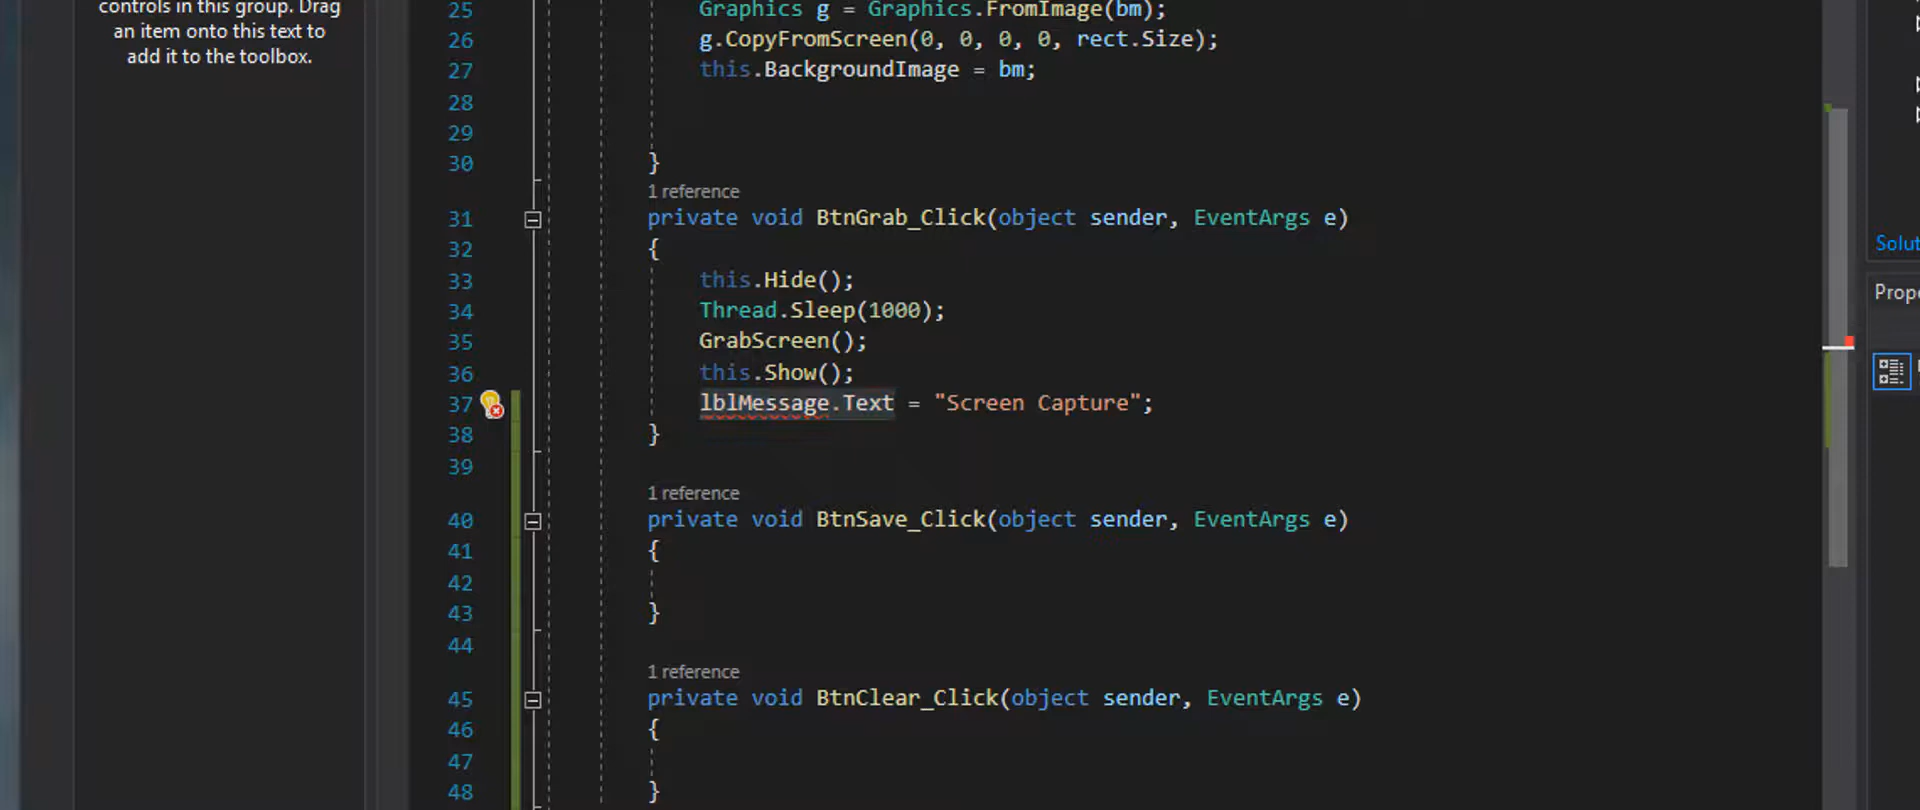 controls in this group. Drag
an item onto this text to
add it to the toolbox.
25 Graphics g = Graphics.FromImage(bm);
26 g.CopyFromScreen(0, 0, 0, 0, rect.Size);
27 this.BackgroundImage = bm;
28
29
30 }
1 reference
31 private void BtnGrab_Click(object sender, EventArgs e)
32 {
33 this.Hide();
34 Thread.Sleep(1000);
35 GrabScreen();
36 this.Show();
37 lblMessage.Text = "Screen Capture";
38 }
39
1 reference
40 private void BtnSave_Click(object sender, EventArgs e)
41 {
42
43 }
44
1 reference
45 private void BtnClear_Click(object sender, EventArgs e)
46 {
47
48 }
Solut
Prope